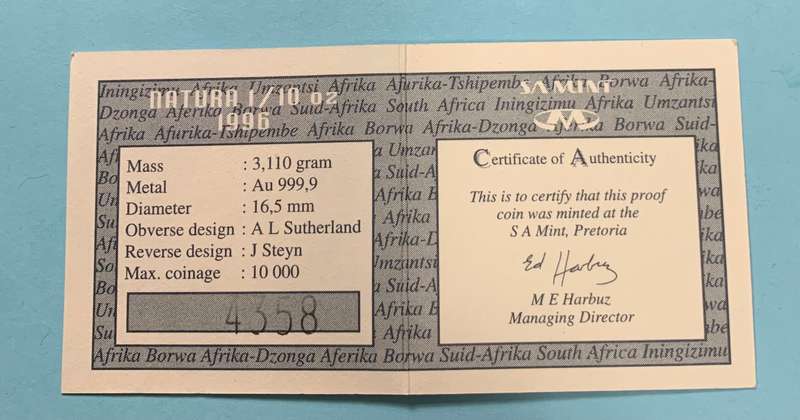 Iningizimu Afrika Umzantsi Afrika Afurika-Tshipembe Afrika Borwa Afrika-
NATURA 1/10 oz
SA MINT
Dzonga Aferika Borwa Suid-Afrika South Africa Iningizimu Afrika Umzantsi
1996
M
Afrika Afurika-Tshipembe Afrika Borwa Afrika-Dzonga Aferika Borwa Suid-
Mass : 3,110 gram
Metal : Au 999,9
Diameter : 16,5 mm
Obverse design : A L Sutherland
Reverse design : J Steyn
Max. coinage : 10 000
4358
Certificate of Authenticity
This is to certify that this proof
coin was minted at the
S A Mint, Pretoria
Ed Harbuz
M E Harbuz
Managing Director
Afrika Borwa Afrika-Dzonga Aferika Borwa Suid-Afrika South Africa Iningizimu